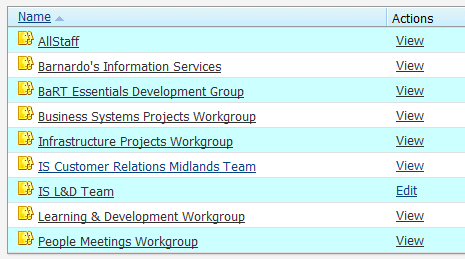 Name Actions
AllStaff View
Barnardo's Information Services View
BaRT Essentials Development Group View
Business Systems Projects Workgroup View
Infrastructure Projects Workgroup View
IS Customer Relations Midlands Team View
IS L&D Team Edit
Learning & Development Workgroup View
People Meetings Workgroup View